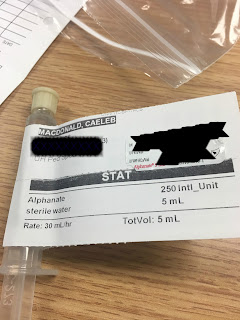 MACDONALD, CAELEB
STAT
Alphanate 250 Intl_Unit
sterile water 5 mL
Rate: 30 mL/hr TotVol: 5 mL